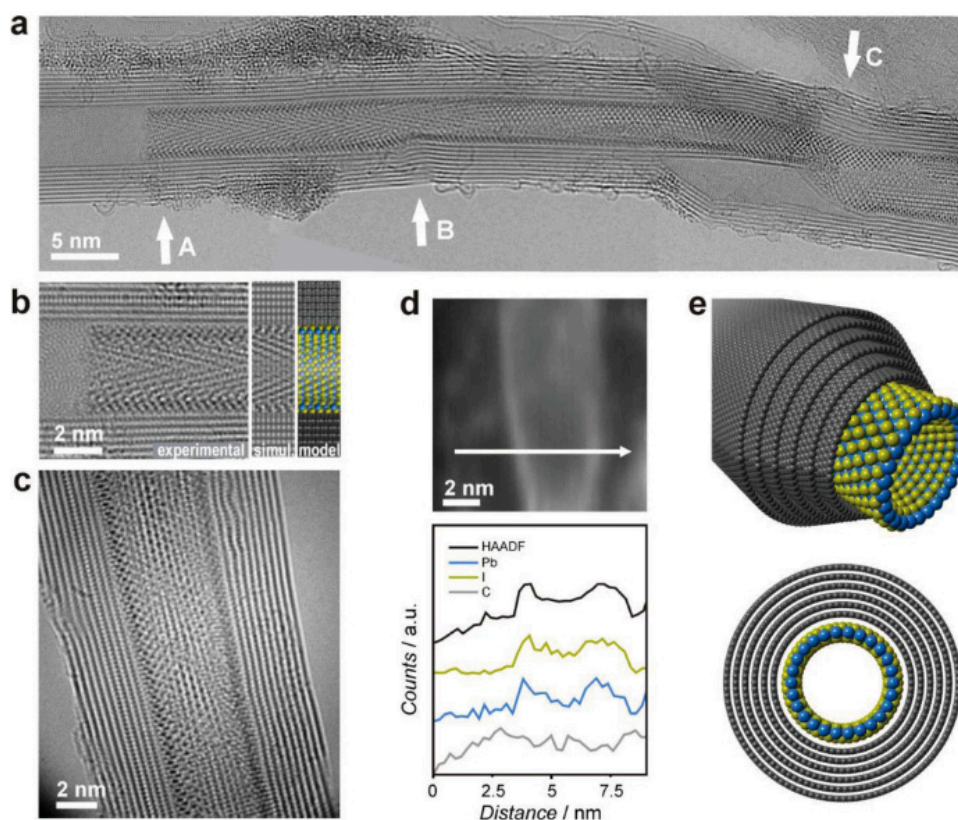 a
C
A
B
5 nm
b
2 nm
experimental
simul.
model
c
2 nm
d
2 nm
HAADF
Pb
I
C
Counts / a.u.
0
2.5
5
7.5
Distance / nm
e